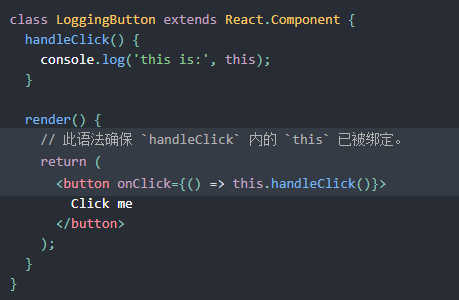 class LoggingButton extends React.Component {
  handleClick() {
    console.log('this is:', this);
  }

  render() {
    // 此语法确保 `handleClick` 内的 `this` 已被绑定。
    return (
      <button onClick={() => this.handleClick()}>
        Click me
      </button>
    );
  }
}